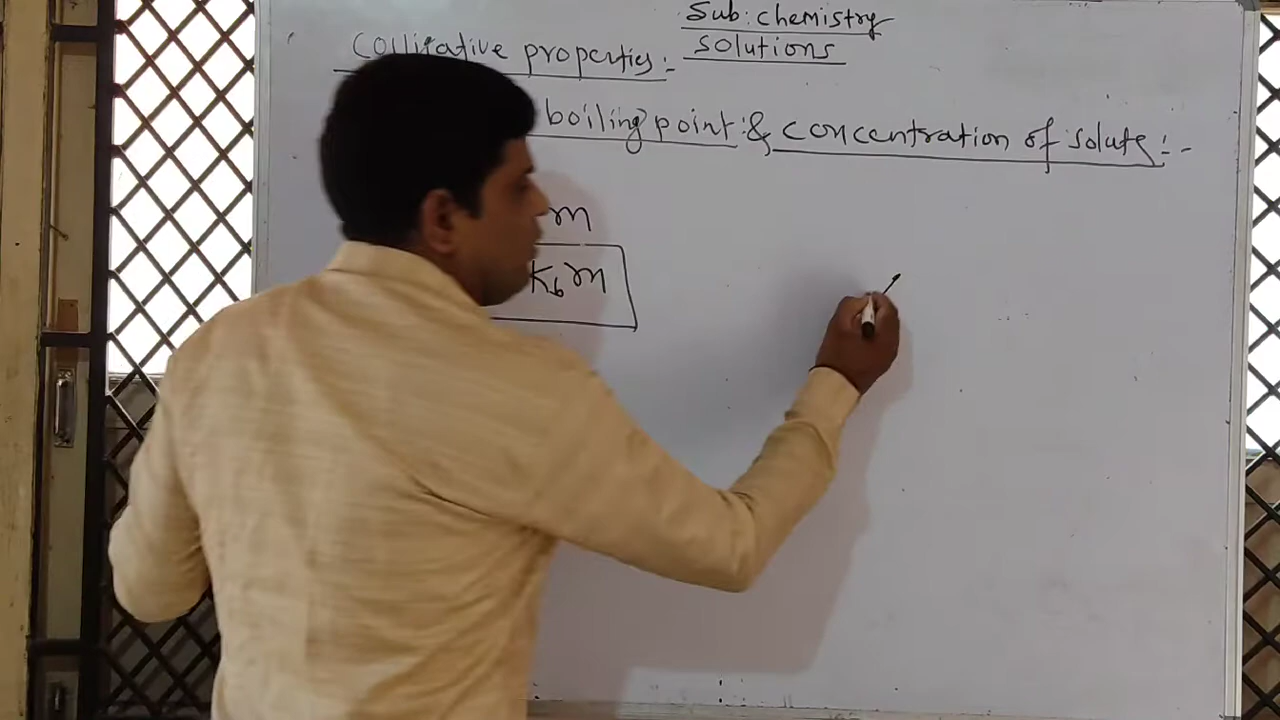 Sub: chemistry
solutions
Colligative properties:-
boiling point & concentration of solute:-
m
Kb m